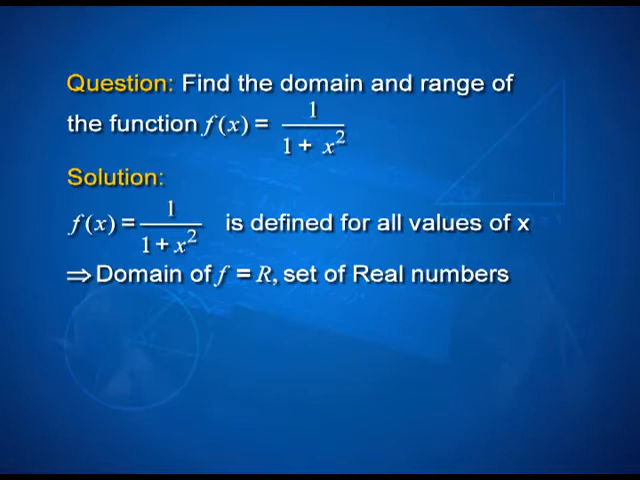 Question: Find the domain and range of
the function f(x) = 1/(1 + x²)
Solution:
f(x) = 1/(1 + x²) is defined for all values of x
⇒ Domain of f = R, set of Real numbers